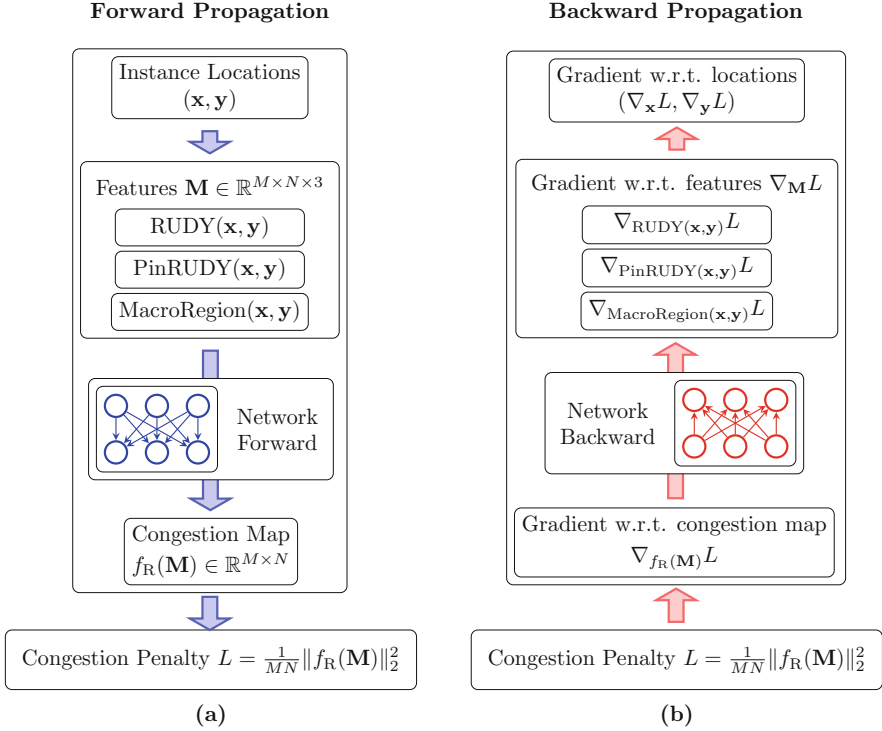 Forward Propagation
Instance Locations
(x, y)
Features M ∈ ℝ^{M×N×3}
RUDY(x, y)
PinRUDY(x, y)
MacroRegion(x, y)
Network
Forward
Congestion Map
f_R(M) ∈ ℝ^{M×N}
Congestion Penalty L = \frac{1}{MN}‖f_R(M)‖_2^2
(a)
Backward Propagation
Gradient w.r.t. locations
(∇_x L, ∇_y L)
Gradient w.r.t. features ∇_M L
∇_{RUDY(x,y)} L
∇_{PinRUDY(x,y)} L
∇_{MacroRegion(x,y)} L
Network
Backward
Gradient w.r.t. congestion map
∇_{f_R(M)} L
Congestion Penalty L = \frac{1}{MN}‖f_R(M)‖_2^2
(b)